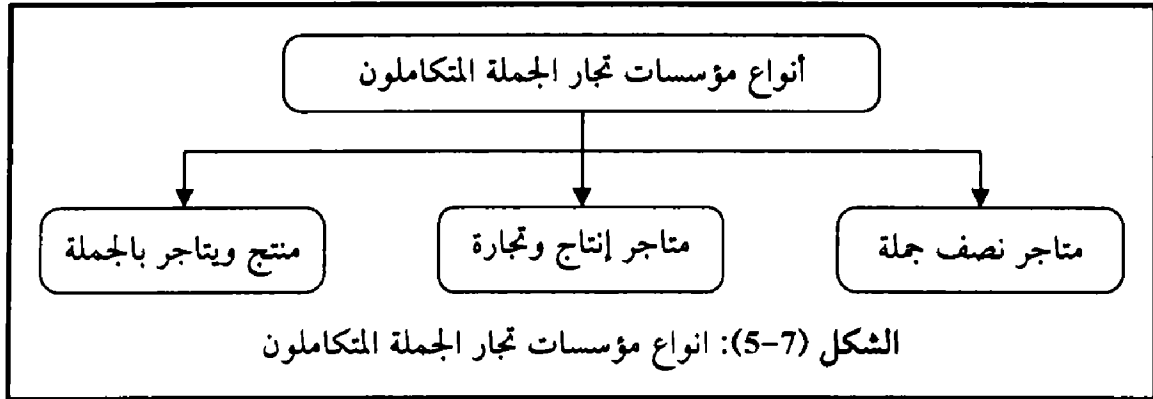 أنواع مؤسسات تجار الجملة المتكاملون
متاجر نصف جملة
متاجر إنتاج وتجارة
منتج ويتاجر بالجملة
الشكل (7-5): انواع مؤسسات تجار الجملة المتكاملون